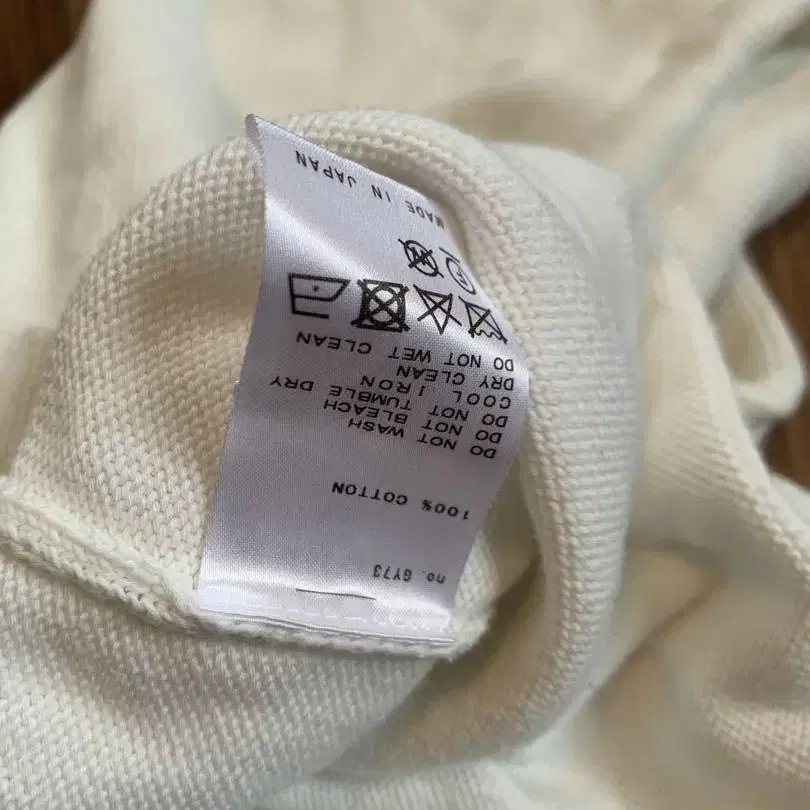 no. GY73
100% COTTON
DO NOT WASH
DO NOT BLEACH
DO NOT TUMBLE DRY
COOL IRON
DRY CLEAN
DO NOT WET CLEAN
F
W
MADE IN JAPAN